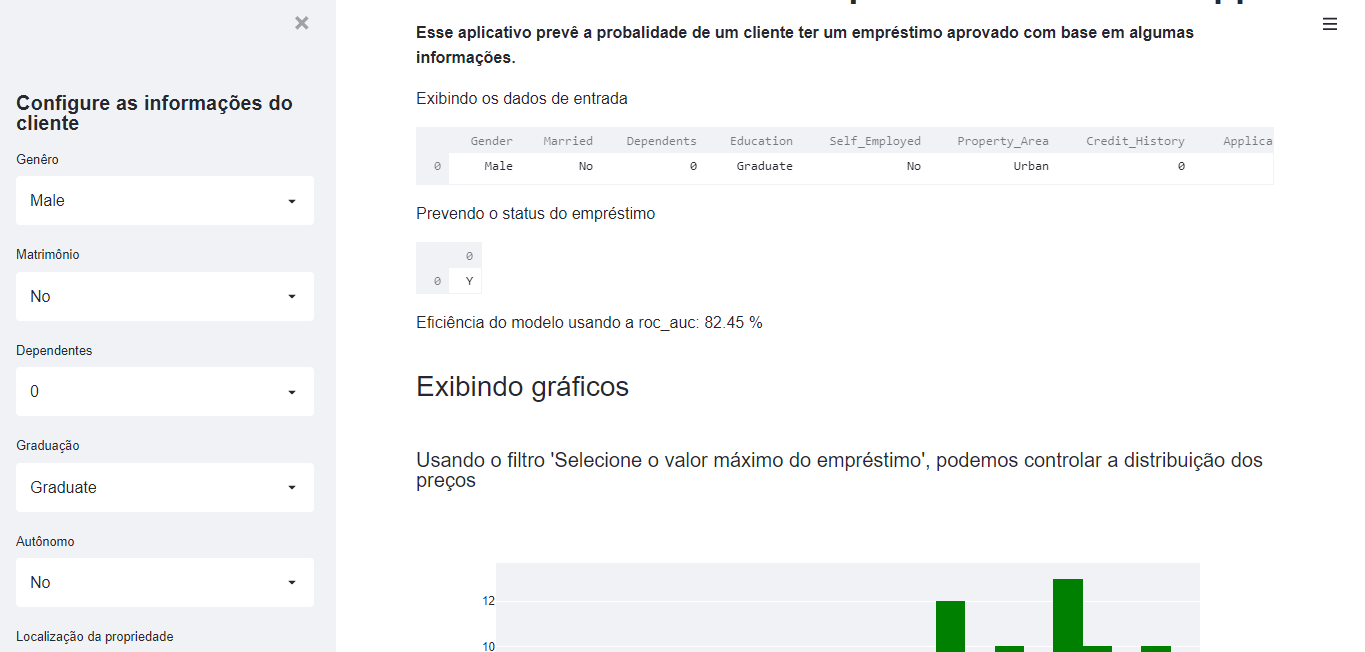 Configure as informações do
cliente
Genêro
Male
Matrimônio
No
Dependentes
0
Graduação
Graduate
Autônomo
No
Localização da propriedade
Esse aplicativo prevê a probalidade de um cliente ter um empréstimo aprovado com base em algumas
informações.
Exibindo os dados de entrada
Gender Married Dependents Education Self_Employed Property_Area Credit_History Applica
0 Male No 0 Graduate No Urban 0
Prevendo o status do empréstimo
0
0 Y
Eficiência do modelo usando a roc_auc: 82.45 %
Exibindo gráficos
Usando o filtro 'Selecione o valor máximo do empréstimo', podemos controlar a distribuição dos
preços
12
10